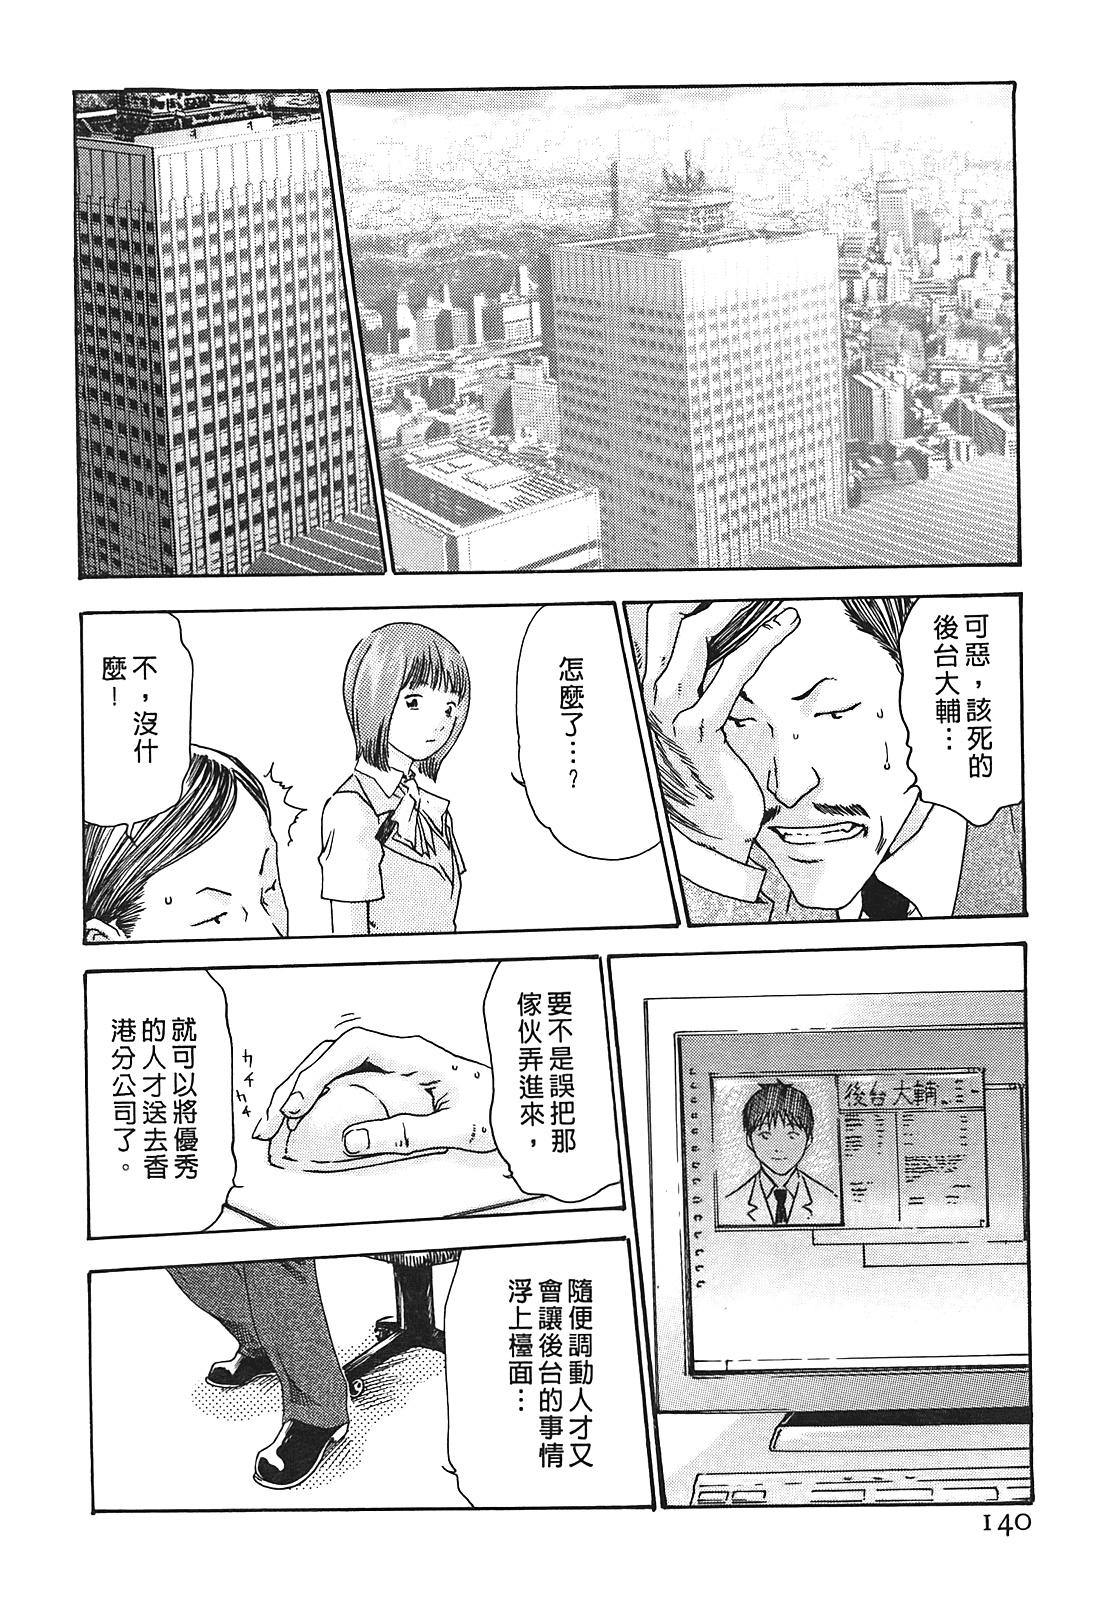 可惡，該死的
後台大輔…
怎麼了…?
不，沒什
麼！
後台大輔
要不是誤把那
傢伙弄進來，
カチカチカチ
就可以將優秀
的人才送去香
港分公司了。
隨便調動人才又
會讓後台的事情
浮上檯面…
140